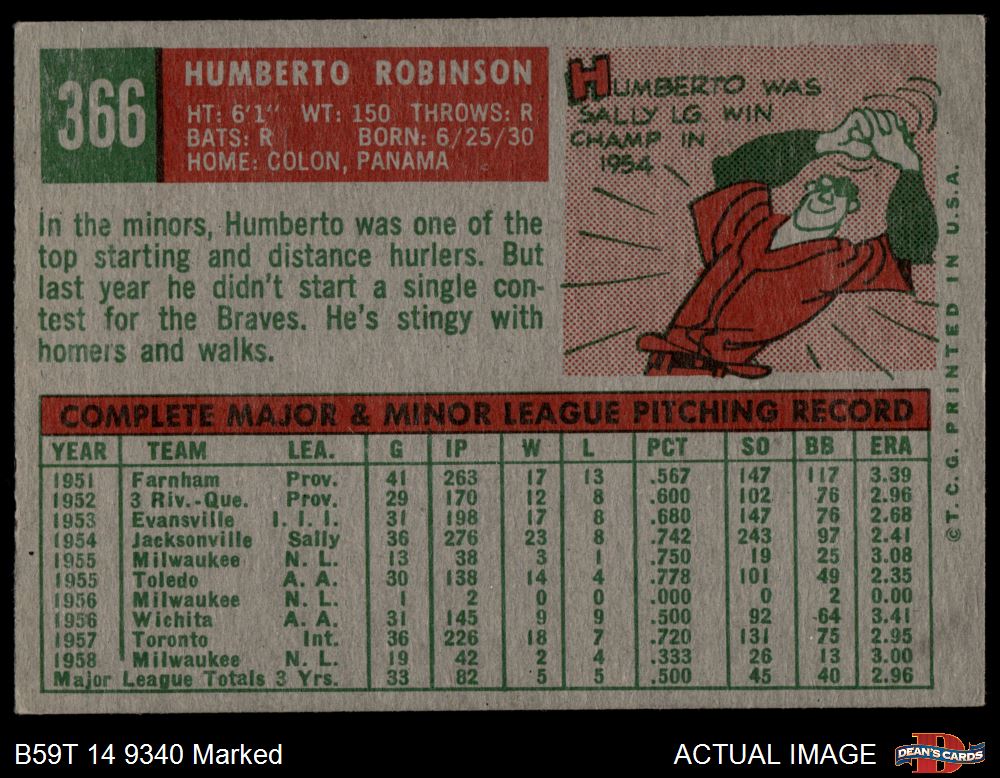 366
HUMBERTO ROBINSON
HT: 6'1" WT: 150 THROWS: R
BATS: R BORN: 6/25/30
HOME: COLON, PANAMA
HUMBERTO WAS
SALLY LG. WIN
CHAMP IN
1954
In the minors, Humberto was one of the
top starting and distance hurlers. But
last year he didn't start a single con-
test for the Braves. He's stingy with
homers and walks.
COMPLETE MAJOR & MINOR LEAGUE PITCHING RECORD
YEAR TEAM LEA. G IP W L PCT SO BB ERA
1951 Farnham Prov. 41 263 17 13 .567 147 117 3.39
1952 3 Riv.-Que. Prov. 29 170 12 8 .600 102 76 2.96
1953 Evansville I. I. I. 31 198 17 8 .680 147 76 2.68
1954 Jacksonville Sally 36 276 23 8 .742 243 97 2.41
1955 Milwaukee N. L. 13 38 3 1 .750 19 25 3.08
1955 Toledo A. A. 30 138 14 4 .778 101 49 2.35
1956 Milwaukee N. L. 1 2 0 0 .000 0 2 0.00
1956 Wichita A. A. 31 145 9 9 .500 92 64 3.41
1957 Toronto Int. 36 226 18 7 .720 131 75 2.95
1958 Milwaukee N. L. 19 42 2 4 .333 26 13 3.00
Major League Totals 3 Yrs. 33 82 5 5 .500 45 40 2.96
©T.C.G. PRINTED IN U.S.A.
B59T 14 9340 Marked
ACTUAL IMAGE
DEAN'S CARDS